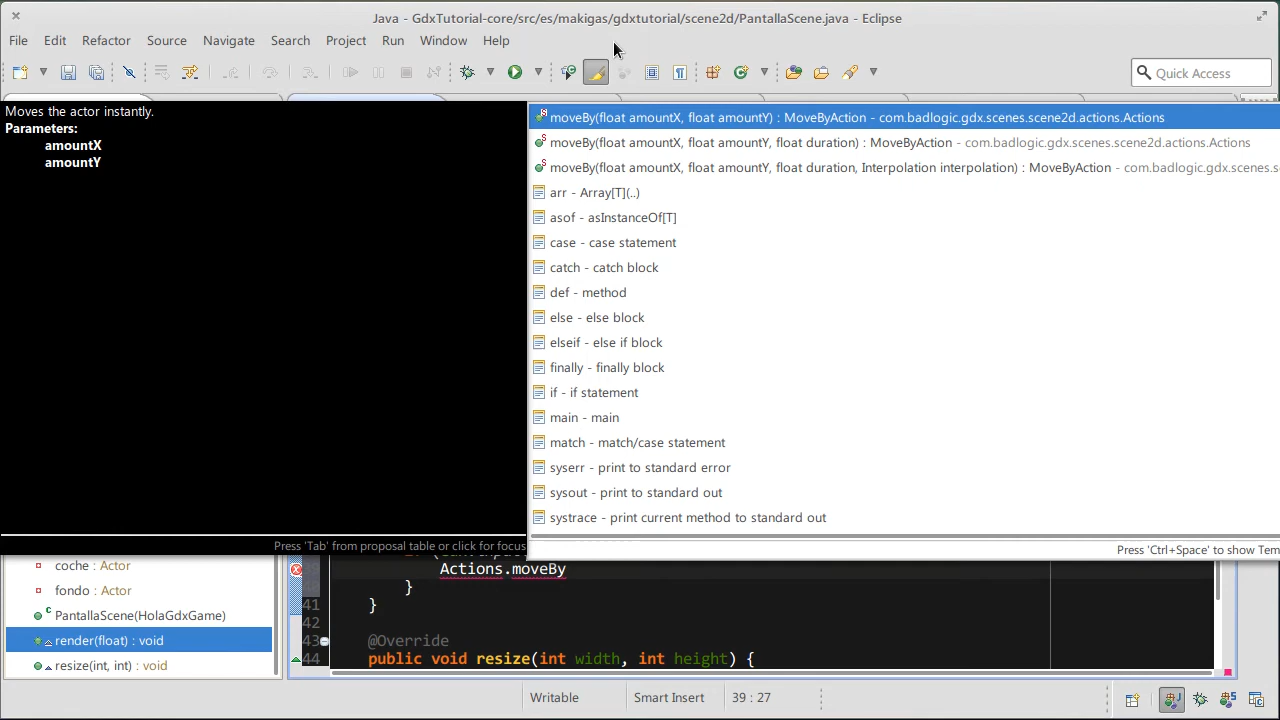 Java - GdxTutorial-core/src/es/makigas/gdxtutorial/scene2d/PantallaScene.java - Eclipse
File Edit Refactor Source Navigate Search Project Run Window Help
Quick Access
Moves the actor instantly.
Parameters:
amountX
amountY
Press 'Tab' from proposal table or click for focus
moveBy(float amountX, float amountY) : MoveByAction - com.badlogic.gdx.scenes.scene2d.actions.Actions
moveBy(float amountX, float amountY, float duration) : MoveByAction - com.badlogic.gdx.scenes.scene2d.actions.Actions
moveBy(float amountX, float amountY, float duration, Interpolation interpolation) : MoveByAction - com.badlogic.gdx.scenes.s
arr - Array[T](..)
asof - asInstanceOf[T]
case - case statement
catch - catch block
def - method
else - else block
elseif - else if block
finally - finally block
if - if statement
main - main
match - match/case statement
syserr - print to standard error
sysout - print to standard out
systrace - print current method to standard out
Press 'Ctrl+Space' to show Tem
coche : Actor
fondo : Actor
PantallaScene(HolaGdxGame)
render(float) : void
resize(int, int) : void
Actions.moveBy
}
41 }
42
43 @Override
44 public void resize(int width, int height) {
Writable Smart Insert 39 : 27